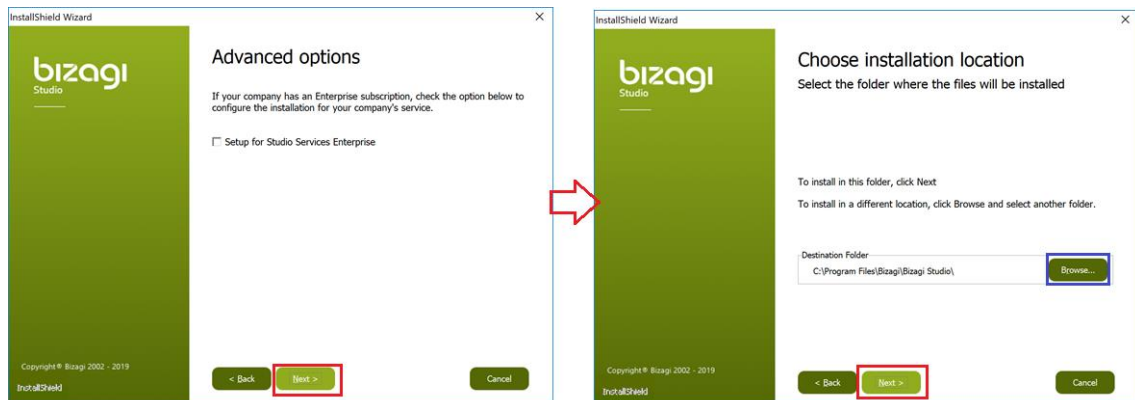 InstallShield Wizard
bizagi
Studio
Advanced options
If your company has an Enterprise subscription, check the option below to
configure the installation for your company's service.
Setup for Studio Services Enterprise
Copyright® Bizagi 2002 - 2019
InstallShield
< Back
Next >
Cancel
InstallShield Wizard
bizagi
Studio
Choose installation location
Select the folder where the files will be installed
To install in this folder, click Next
To install in a different location, click Browse and select another folder.
Destination Folder
C:\Program Files\Bizagi\Bizagi Studio\
Browse...
Copyright® Bizagi 2002 - 2019
InstallShield
< Back
Next >
Cancel